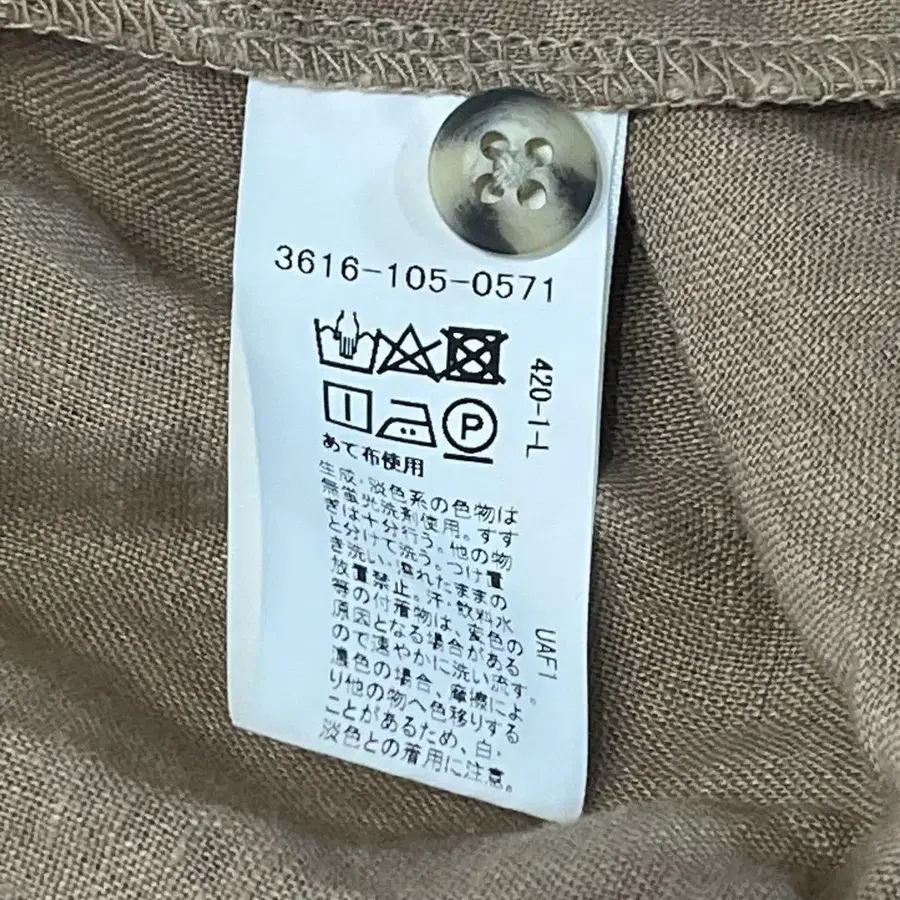 3616-105-0571
P
420-1-L
あて布使用
生成・淡色系の色物は
無蛍光洗剤使用。すす
ぎは十分行う。他の物
と分けて洗う。つけ置
き洗い・濡れたままの
放置禁止。汗・飲料水
等の付着物は、変色の
原因となる場合がある
ので速やかに洗い流す。
濃色の場合、摩擦によ
り他の物へ色移りする
ことがあるため、白・
淡色との着用に注意。
UAF1